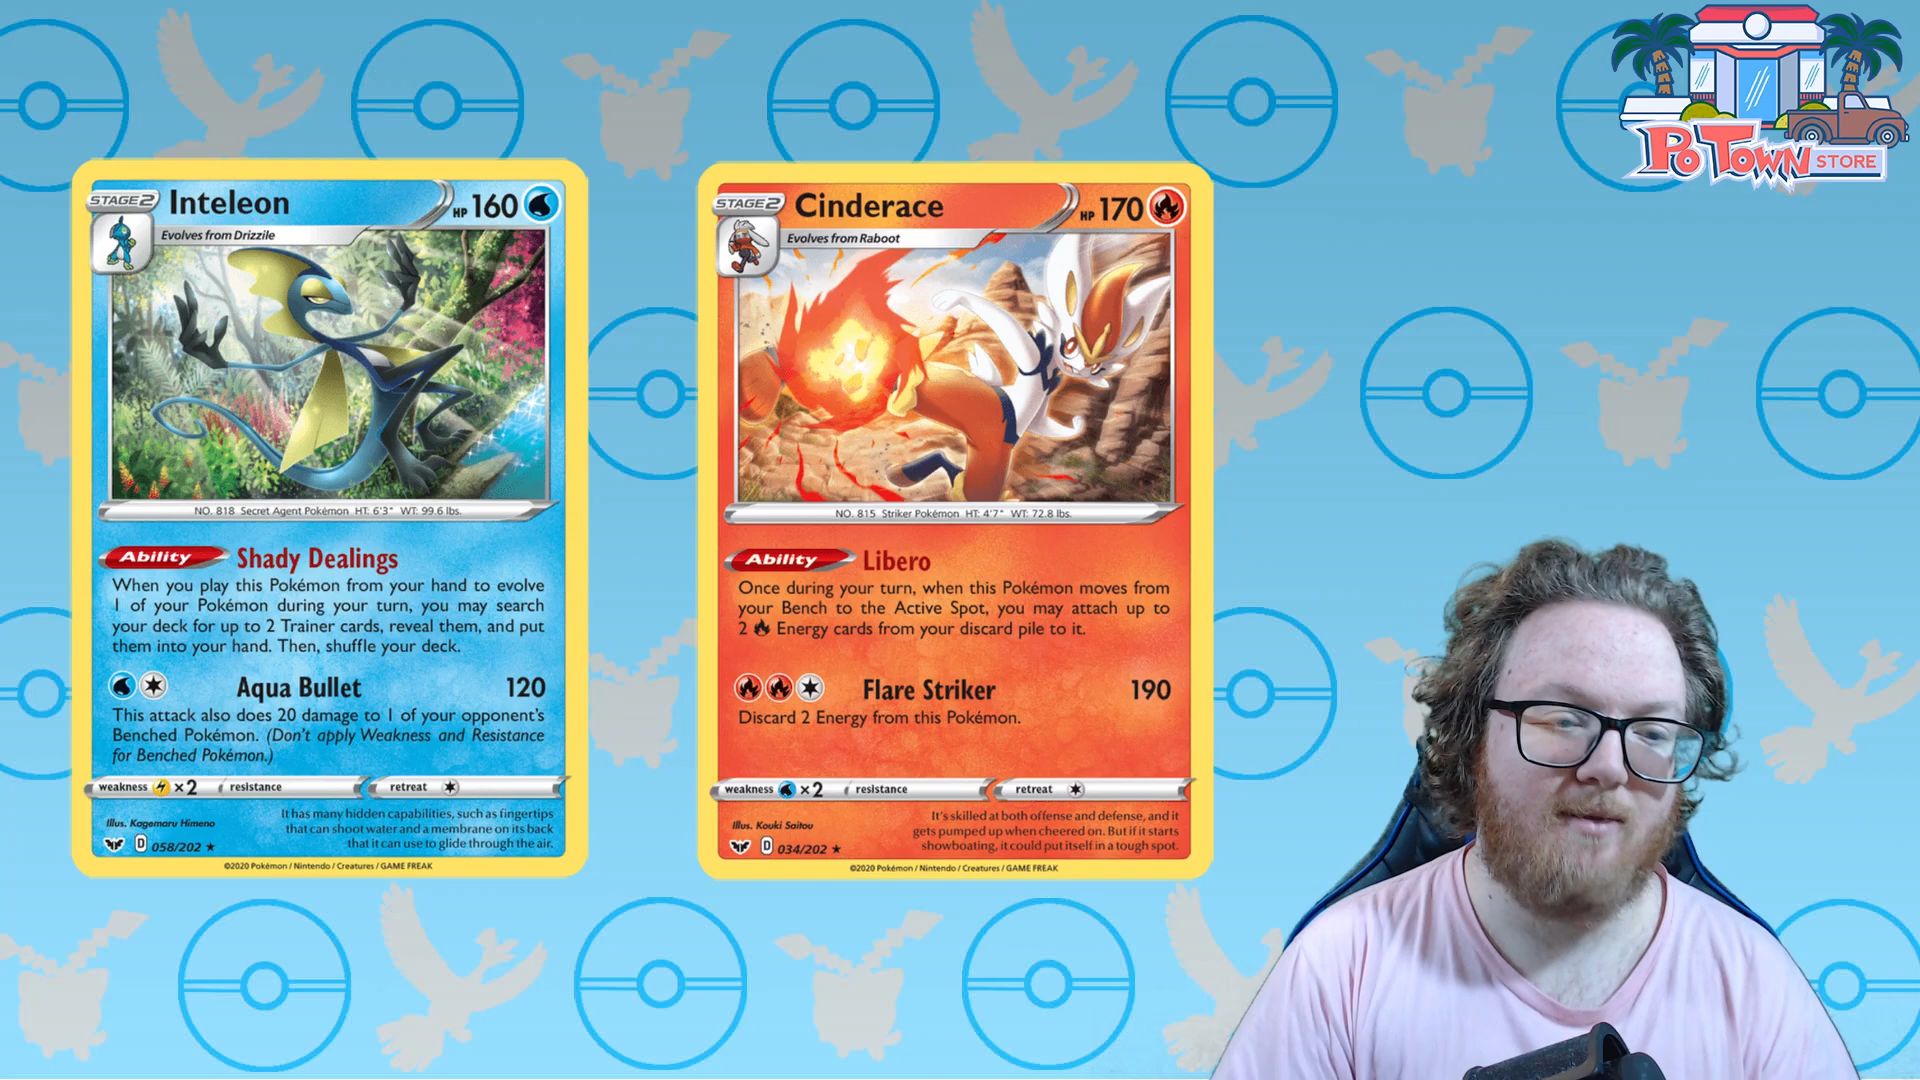 PO TOWN STORE
STAGE 2 Inteleon HP 160
Evolves from Drizzile
NO. 818 Secret Agent Pokémon HT: 6'3" WT: 99.6 lbs.
Ability Shady Dealings
When you play this Pokémon from your hand to evolve
1 of your Pokémon during your turn, you may search
your deck for up to 2 Trainer cards, reveal them, and put
them into your hand. Then, shuffle your deck.
Aqua Bullet 120
This attack also does 20 damage to 1 of your opponent's
Benched Pokémon. (Don't apply Weakness and Resistance
for Benched Pokémon.)
weakness ×2 resistance retreat
Illus. Kagemaru Himeno
It has many hidden capabilities, such as fingertips
that can shoot water and a membrane on its back
that it can use to glide through the air.
D 058/202 ★
©2020 Pokémon / Nintendo / Creatures / GAME FREAK
STAGE 2 Cinderace HP 170
Evolves from Raboot
NO. 815 Striker Pokémon HT: 4'7" WT: 72.8 lbs.
Ability Libero
Once during your turn, when this Pokémon moves from
your Bench to the Active Spot, you may attach up to
2 Energy cards from your discard pile to it.
Flare Striker 190
Discard 2 Energy from this Pokémon.
weakness ×2 resistance retreat
Illus. Kouki Saitou
It's skilled at both offense and defense, and it
gets pumped up when cheered on. But if it starts
showboating, it could put itself in a tough spot.
D 034/202 ★
©2020 Pokémon / Nintendo / Creatures / GAME FREAK